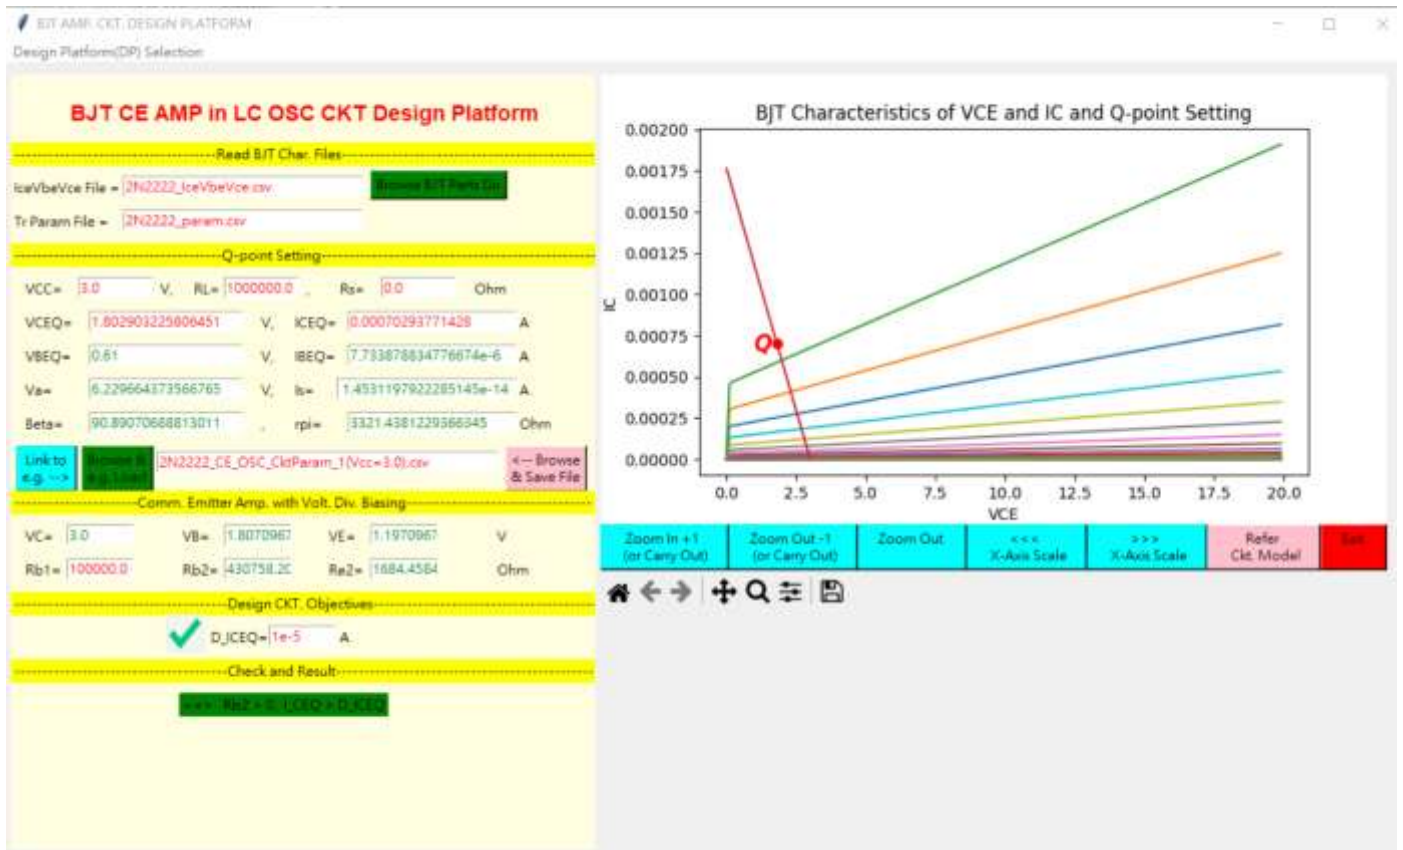 BJT AMP. CKT. DESIGN PLATFORM
Design Platform(DP) Selection
BJT CE AMP in LC OSC CKT Design Platform
Read BJT Char. Files
IceVbeVce File = 2N2222_IceVbeVce.csv
Tr Param File = 2N2222_param.csv
Q-point Setting
VCC= 3.0 V, RL= 1000000.0 , Rs= 0.0 Ohm
VCEQ= 1.802903225806451 V, ICEQ= 0.00070293771428 A
VBEQ= 0.61 V, IBEQ= 7.733878834776674e-6 A
Va= 6.229664373566765 V, Is= 1.4531197922285145e-14 A
Beta= 90.89070668813011 , rpi= 3321.4381229366345 Ohm
Link to e.g. --> 2N2222_CE_OSC_CktParam_1(Vcc=3.0).csv <-- Browse & Save File
Comm. Emitter Amp. with Volt. Div. Biasing
VC= 3.0 VB= 1.8070967 VE= 1.1970967 V
Rb1= 100000.0 Rb2= 430758.20 Re2= 1684.4584 Ohm
Design CKT. Objectives
D_ICEQ= 1e-5 A
Check and Result
BJT Characteristics of VCE and IC and Q-point Setting
0.00200
0.00175
0.00150
0.00125
0.00100
0.00075
0.00050
0.00025
0.00000
IC
Q
0.0 2.5 5.0 7.5 10.0 12.5 15.0 17.5 20.0
VCE
Zoom In +1 (or Carry Out)
Zoom Out -1 (or Carry Out)
Zoom Out
<<< X-Axis Scale
>>> X-Axis Scale
Refer Ckt. Model